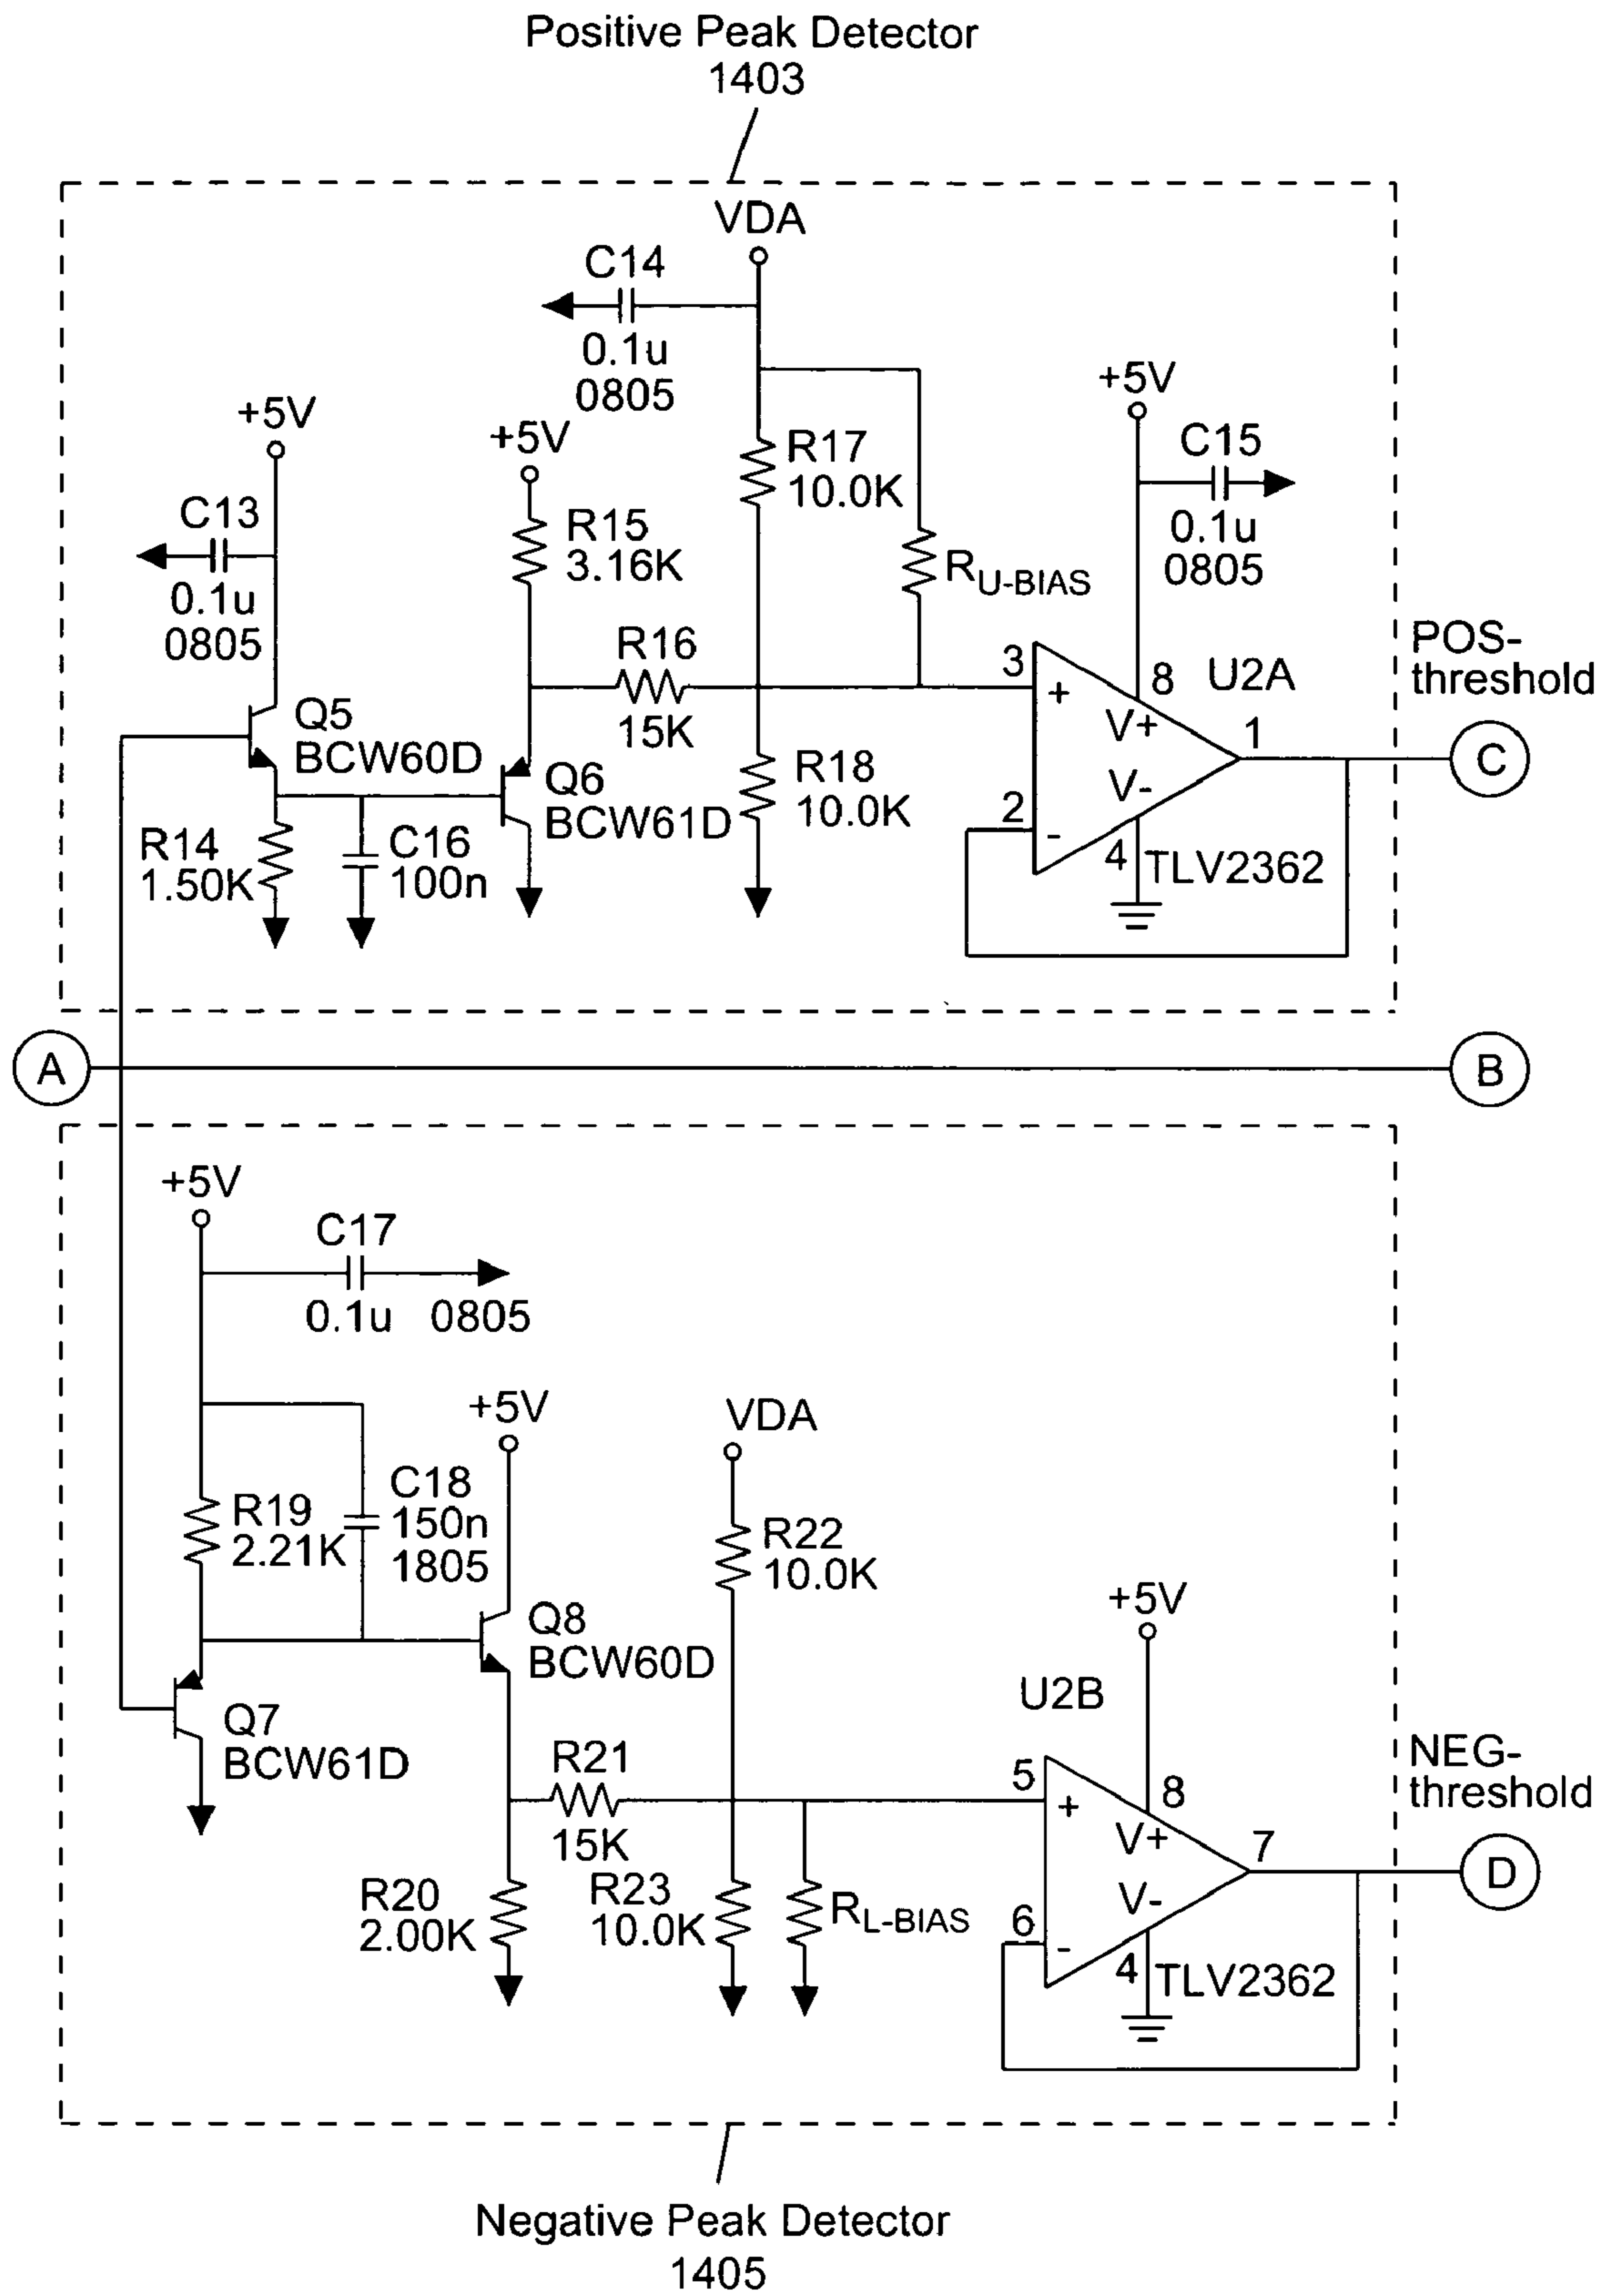 Positive Peak Detector
1403
VDA
C14
0.1u
0805
+5V
C13
0.1u
0805
+5V
R15
3.16K
R17
10.0K
RU-BIAS
+5V
C15
0.1u
0805
Q5
BCW60D
R14
1.50K
C16
100n
Q6
BCW61D
R16
15K
R18
10.0K
3
+
2
-
8
V+
V-
4
U2A
1
TLV2362
POS-
threshold
C
A
B
+5V
C17
0.1u 0805
R19
2.21K
C18
150n
1805
+5V
Q8
BCW60D
VDA
R22
10.0K
Q7
BCW61D
R21
15K
R20
2.00K
R23
10.0K
RL-BIAS
+5V
U2B
5
+
6
-
8
V+
V-
4
7
TLV2362
NEG-
threshold
D
Negative Peak Detector
1405